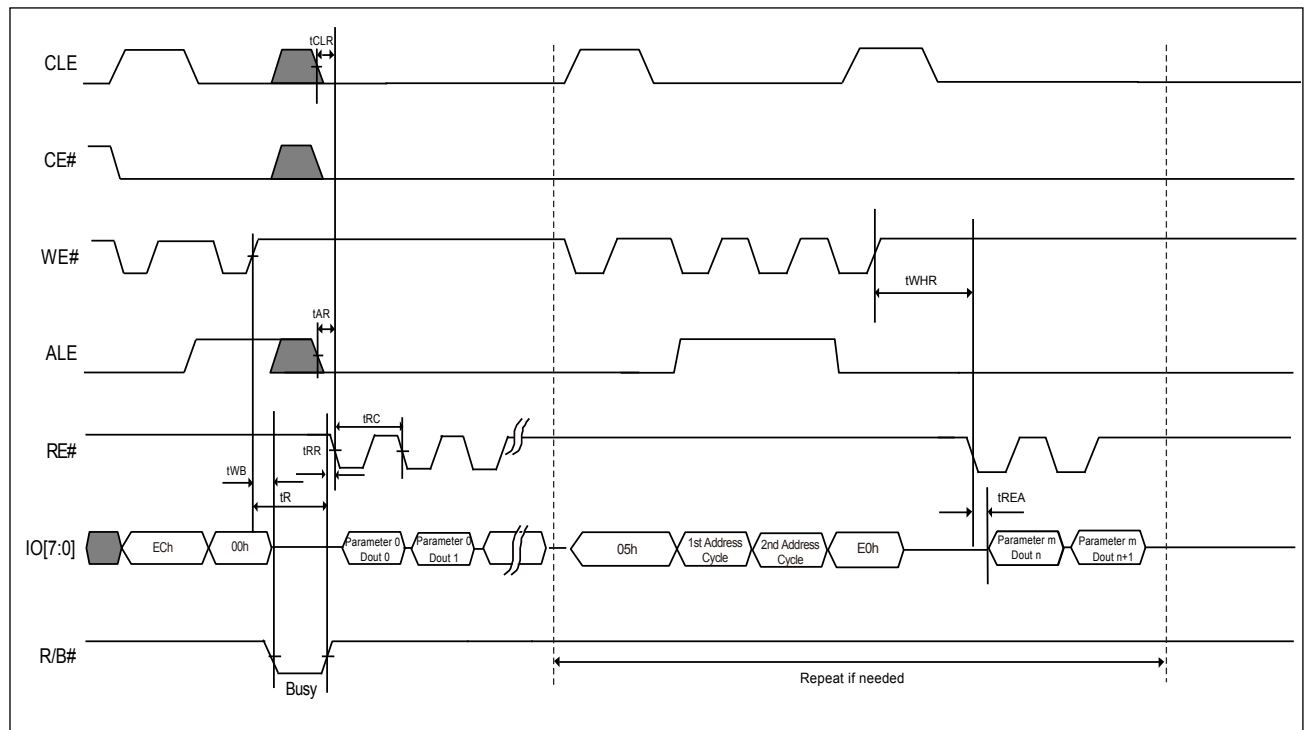 tCLR
CLE
CE#
WE#
tWHR
tAR
ALE
tRC
RE#
tRR
tWB
tR
tREA
IO[7:0]
ECh
00h
Parameter 0
Dout 0
Parameter 0
Dout 1
05h
1st Address
Cycle
2nd Address
Cycle
E0h
Parameter m
Dout n
Parameter m
Dout n+1
R/B#
Busy
Repeat if needed